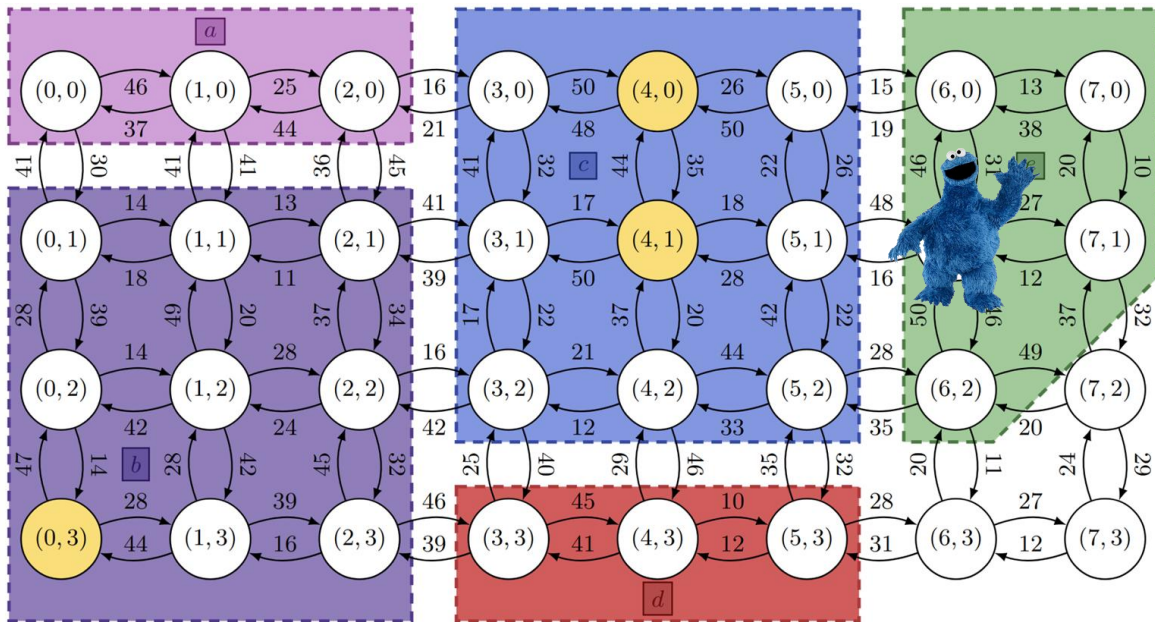 a
(0, 0) 46 (1, 0) 25 (2, 0) 16 (3, 0) 50 (4, 0) 26 (5, 0) 15 (6, 0) 13 (7, 0)
37 44 21 48 50 19 38
41 30 41 41 36 45 41 32 c 44 35 22 26 46 31 20 10
14 13 41 17 18 48 27
(0, 1) (1, 1) (2, 1) (3, 1) (4, 1) (5, 1) (7, 1)
18 11 39 50 28 16 12
28 39 49 20 37 34 17 22 37 20 42 22 50 37 32
14 28 16 21 44 28 49
(0, 2) (1, 2) (2, 2) (3, 2) (4, 2) (5, 2) (6, 2) (7, 2)
42 24 42 12 33 35 20
47 14 b 28 42 45 32 25 40 29 46 35 32 20 11 24 29
28 39 46 45 10 28 27
(0, 3) (1, 3) (2, 3) (3, 3) (4, 3) (5, 3) (6, 3) (7, 3)
44 16 39 41 12 31 12
d